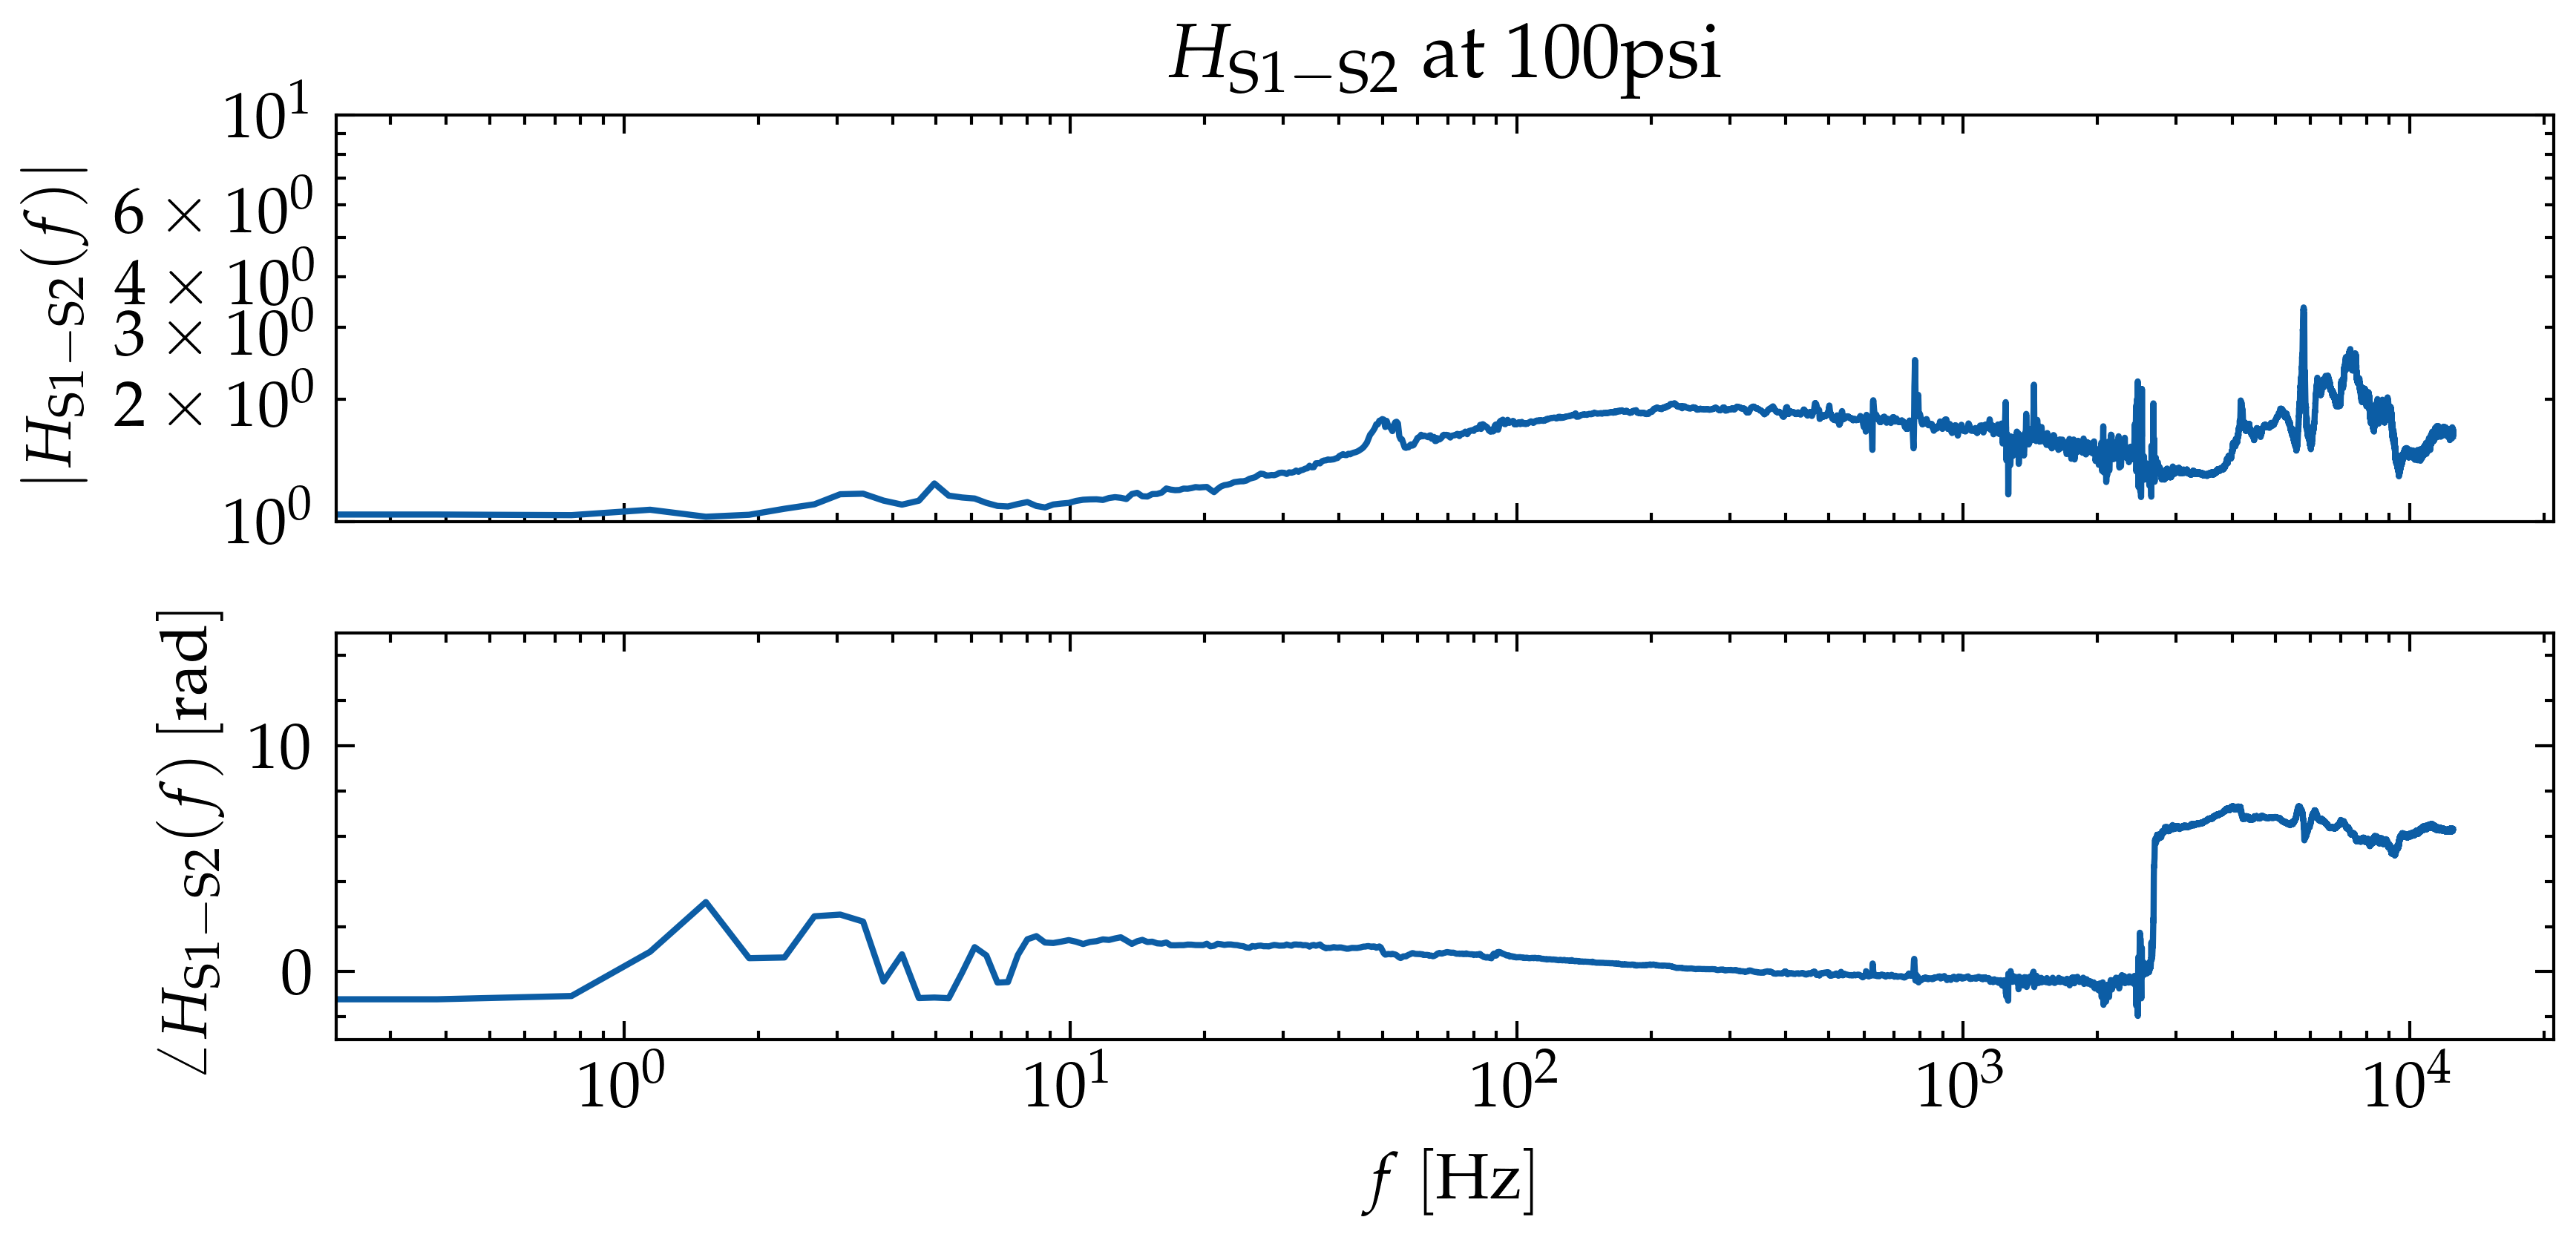 H_{S1−S2} at 100psi
|H_{S1−S2}(f)|
10^1
6 × 10^0
4 × 10^0
3 × 10^0
2 × 10^0
10^0
∠H_{S1−S2}(f) [rad]
10
0
10^0 10^1 10^2 10^3 10^4
f [Hz]